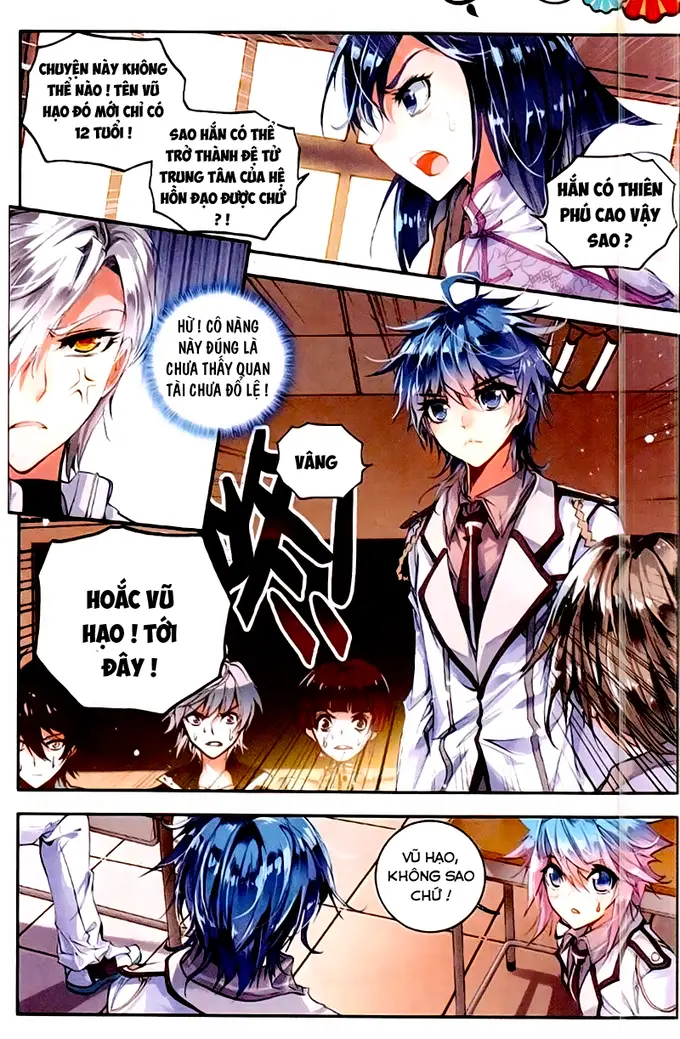 CHUYỆN NÀY KHÔNG
THỂ NÀO ! TÊN VŨ
HẠO ĐÓ MỚI CHỈ CÓ
12 TUỔI !
SAO HẮN CÓ THỂ
TRỞ THÀNH ĐỆ TỬ
TRUNG TÂM CỦA HỆ
HỒN ĐẠO ĐƯỢC CHỨ
? !
HẮN CÓ THIÊN
PHÚ CAO VẬY
SAO ?
HỪ ! CÔ NÀNG
NÀY ĐÚNG LÀ
CHƯA THẤY QUAN
TÀI CHƯA ĐỔ LỆ !
VÂNG
HOẮC VŨ
HẠO ! TỚI
ĐÂY !
VŨ HẠO,
KHÔNG SAO
CHỨ !